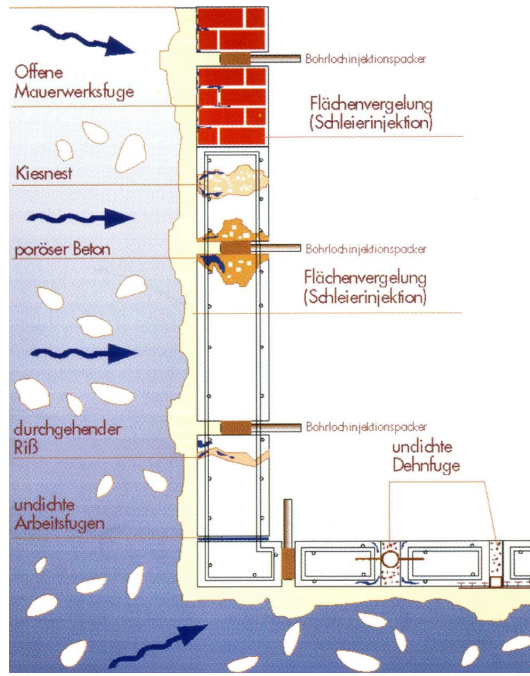 Bohrlochinjektionspacker
Offene
Mauerwerksfuge
Flächenvergelung
(Schleierinjektion)
Kiesnest
poröser Beton
Bohrlochinjektionspacker
Flächenvergelung
(Schleierinjektion)
durchgehender
Riß
Bohrlochinjektionspacker
undichte
Dehnfuge
undichte
Arbeitsfugen